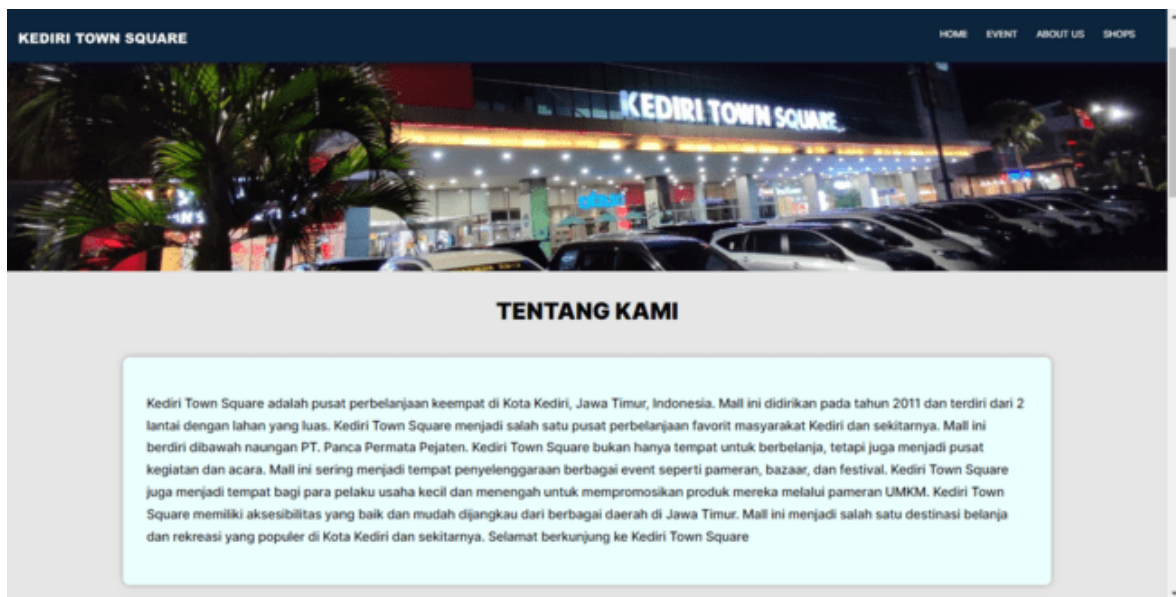 KEDIRI TOWN SQUARE
HOME EVENT ABOUT US SHOPS
KEDIRI TOWN SQUARE
TENTANG KAMI
Kediri Town Square adalah pusat perbelanjaan keempat di Kota Kediri, Jawa Timur, Indonesia. Mall ini didirikan pada tahun 2011 dan terdiri dari 2
lantai dengan lahan yang luas. Kediri Town Square menjadi salah satu pusat perbelanjaan favorit masyarakat Kediri dan sekitarnya. Mall ini
berdiri dibawah naungan PT. Panca Permata Pejaten. Kediri Town Square bukan hanya tempat untuk berbelanja, tetapi juga menjadi pusat
kegiatan dan acara. Mall ini sering menjadi tempat penyelenggaraan berbagai event seperti pameran, bazaar, dan festival. Kediri Town Square
juga menjadi tempat bagi para pelaku usaha kecil dan menengah untuk mempromosikan produk mereka melalui pameran UMKM. Kediri Town
Square memiliki aksesibilitas yang baik dan mudah dijangkau dari berbagai daerah di Jawa Timur. Mall ini menjadi salah satu destinasi belanja
dan rekreasi yang populer di Kota Kediri dan sekitarnya. Selamat berkunjung ke Kediri Town Square